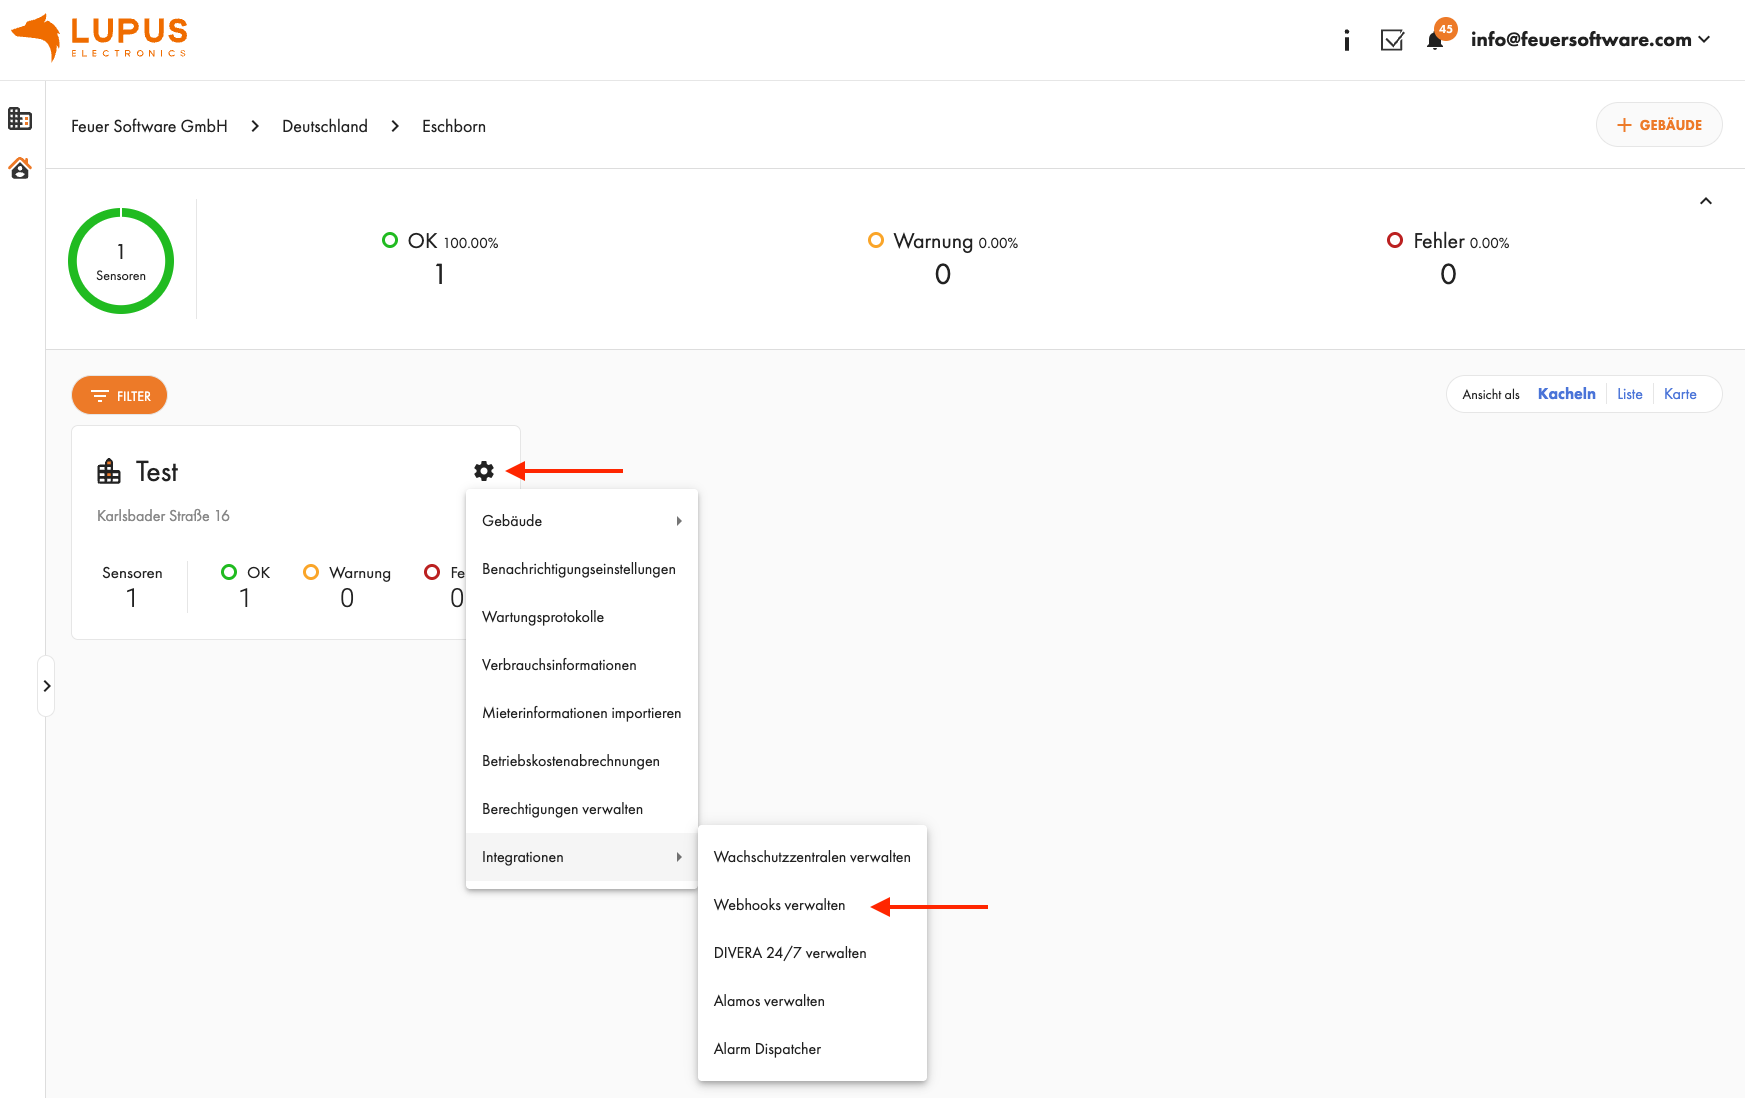 LUPUS
ELECTRONICS
45
info@feuersoftware.com
Feuer Software GmbH
Deutschland
Eschborn
GEBÄUDE
1
Sensoren
OK 100.00%
1
Warnung 0.00%
0
Fehler 0.00%
0
FILTER
Ansicht als Kacheln Liste Karte
Test
Karlsbader Straße 16
Sensoren
1
OK
1
Warnung
0
Fe
0
Gebäude
Benachrichtigungseinstellungen
Wartungsprotokolle
Verbrauchsinformationen
Mieterinformationen importieren
Betriebskostenabrechnungen
Berechtigungen verwalten
Integrationen
Wachschutzzentralen verwalten
Webhooks verwalten
DIVERA 24/7 verwalten
Alamos verwalten
Alarm Dispatcher